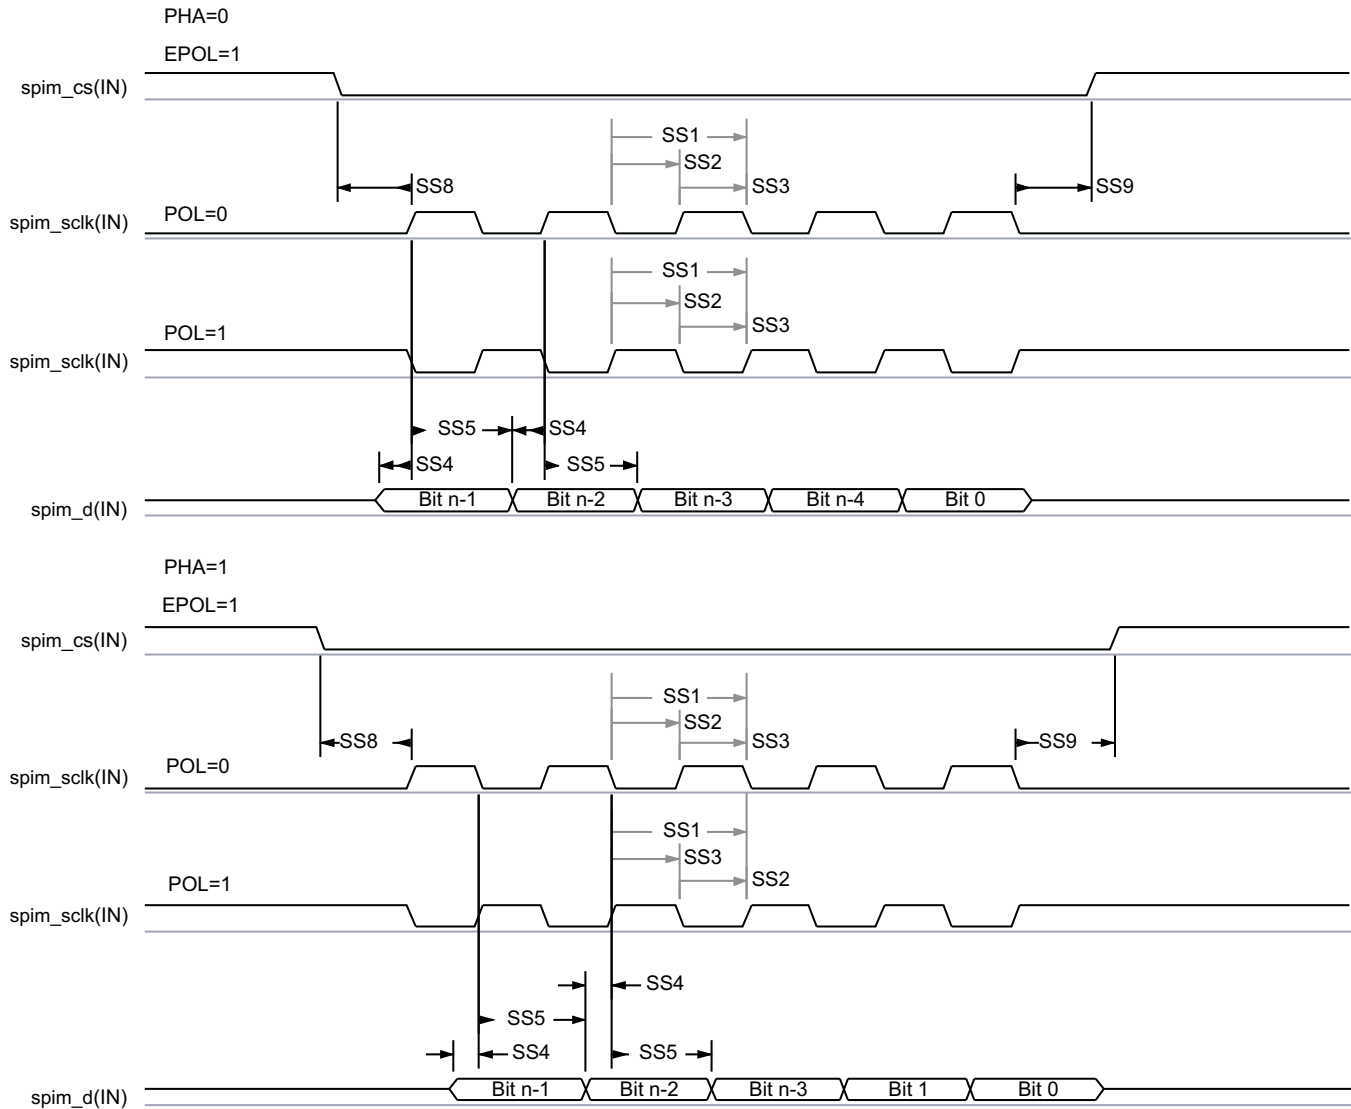 PHA=0
EPOL=1
spim_cs(IN)
SS1
SS2
SS8
SS3
SS9
POL=0
spim_sclk(IN)
SS1
SS2
SS3
POL=1
spim_sclk(IN)
SS5
SS4
SS4
SS5
Bit n-1
Bit n-2
Bit n-3
Bit n-4
Bit 0
spim_d(IN)
PHA=1
EPOL=1
spim_cs(IN)
SS1
SS2
SS8
SS3
SS9
POL=0
spim_sclk(IN)
SS1
SS3
SS2
POL=1
spim_sclk(IN)
SS4
SS5
SS4
SS5
Bit n-1
Bit n-2
Bit n-3
Bit 1
Bit 0
spim_d(IN)